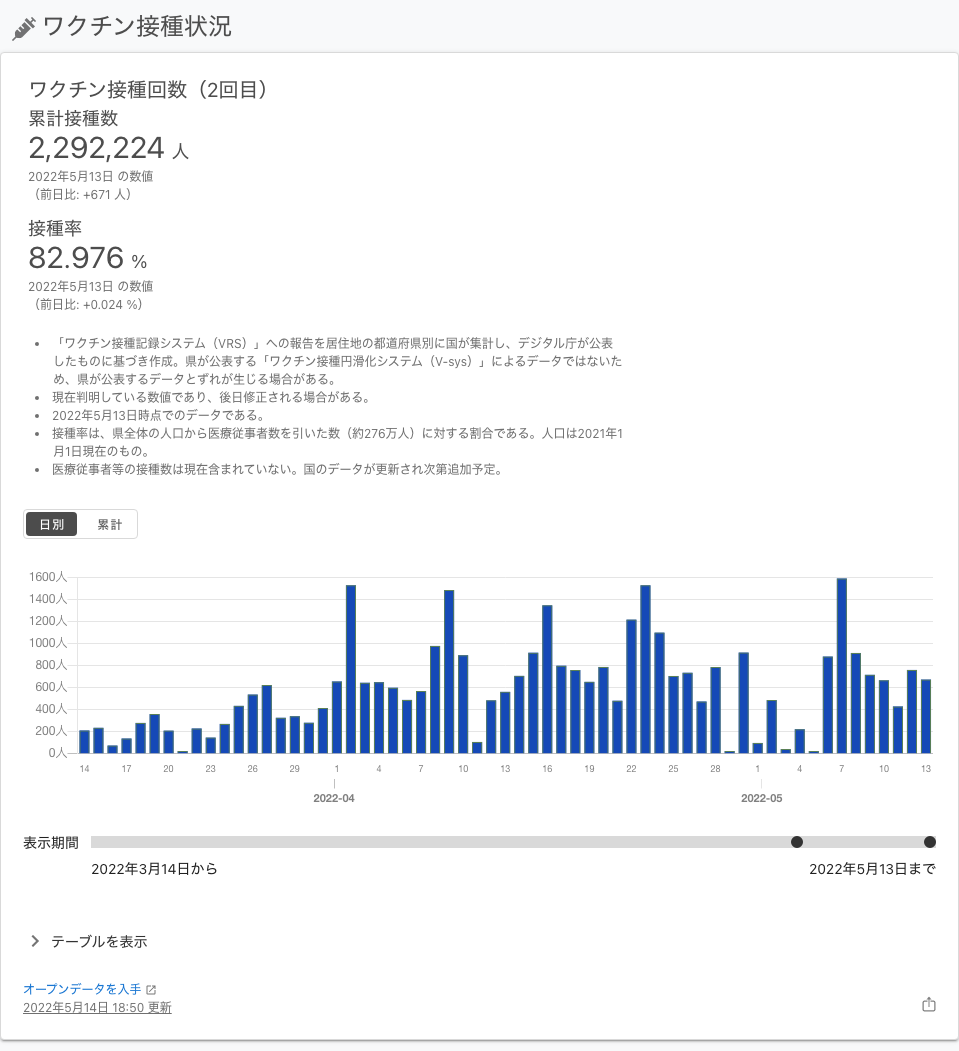 ワクチン接種状況
ワクチン接種回数（2回目）
累計接種数
2,292,224 人
2022年5月13日 の数値
（前日比: +671 人）
接種率
82.976 %
2022年5月13日 の数値
（前日比: +0.024 %）
• 「ワクチン接種記録システム（VRS）」への報告を居住地の都道府県別に国が集計し、デジタル庁が公表
したものに基づき作成。県が公表する「ワクチン接種円滑化システム（V-sys）」によるデータではないた
め、県が公表するデータとずれが生じる場合がある。
• 現在判明している数値であり、後日修正される場合がある。
• 2022年5月13日時点でのデータである。
• 接種率は、県全体の人口から医療従事者数を引いた数（約276万人）に対する割合である。人口は2021年1
月1日現在のもの。
• 医療従事者等の接種数は現在含まれていない。国のデータが更新され次第追加予定。
日別 累計
1600人
1400人
1200人
1000人
800人
600人
400人
200人
0人
14 17 20 23 26 29 1 4 7 10 13 16 19 22 25 28 1 4 7 10 13
2022-04 2022-05
表示期間
2022年3月14日から 2022年5月13日まで
テーブルを表示
オープンデータを入手
2022年5月14日 18:50 更新